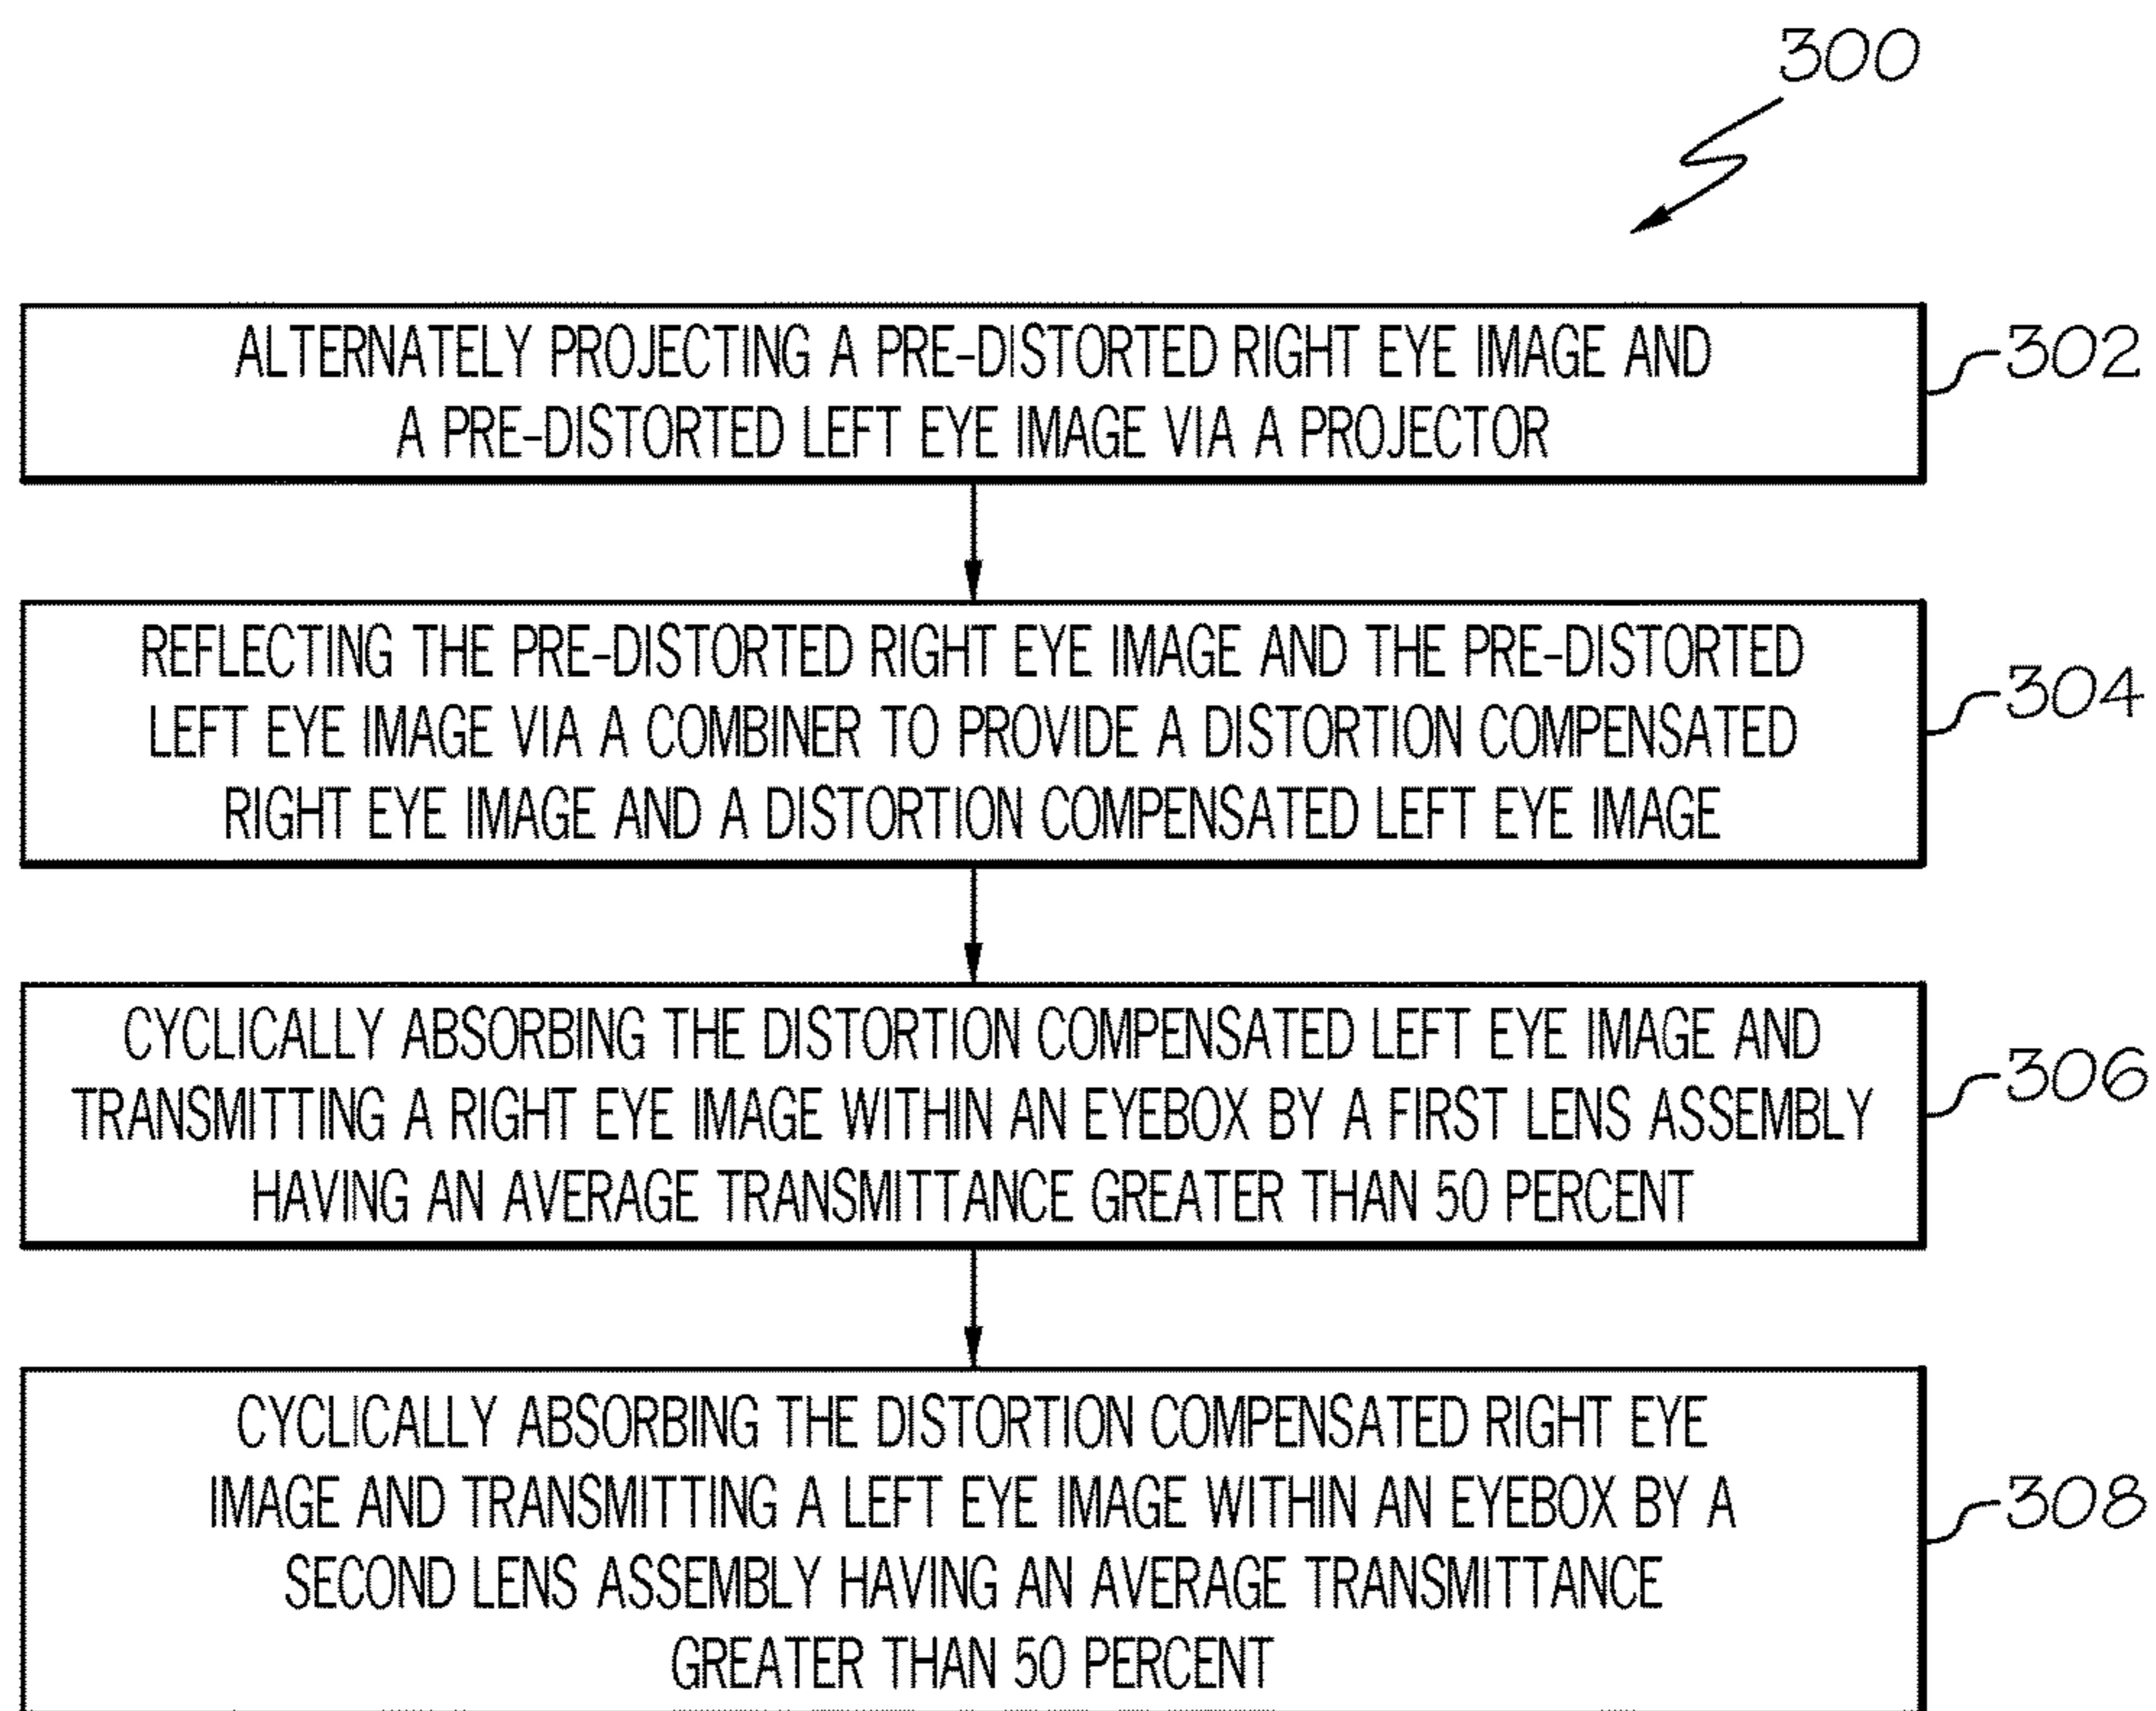 300
ALTERNATELY PROJECTING A PRE-DISTORTED RIGHT EYE IMAGE AND
A PRE-DISTORTED LEFT EYE IMAGE VIA A PROJECTOR
302
REFLECTING THE PRE-DISTORTED RIGHT EYE IMAGE AND THE PRE-DISTORTED
LEFT EYE IMAGE VIA A COMBINER TO PROVIDE A DISTORTION COMPENSATED
RIGHT EYE IMAGE AND A DISTORTION COMPENSATED LEFT EYE IMAGE
304
CYCLICALLY ABSORBING THE DISTORTION COMPENSATED LEFT EYE IMAGE AND
TRANSMITTING A RIGHT EYE IMAGE WITHIN AN EYEBOX BY A FIRST LENS ASSEMBLY
HAVING AN AVERAGE TRANSMITTANCE GREATER THAN 50 PERCENT
306
CYCLICALLY ABSORBING THE DISTORTION COMPENSATED RIGHT EYE
IMAGE AND TRANSMITTING A LEFT EYE IMAGE WITHIN AN EYEBOX BY A
SECOND LENS ASSEMBLY HAVING AN AVERAGE TRANSMITTANCE
GREATER THAN 50 PERCENT
308